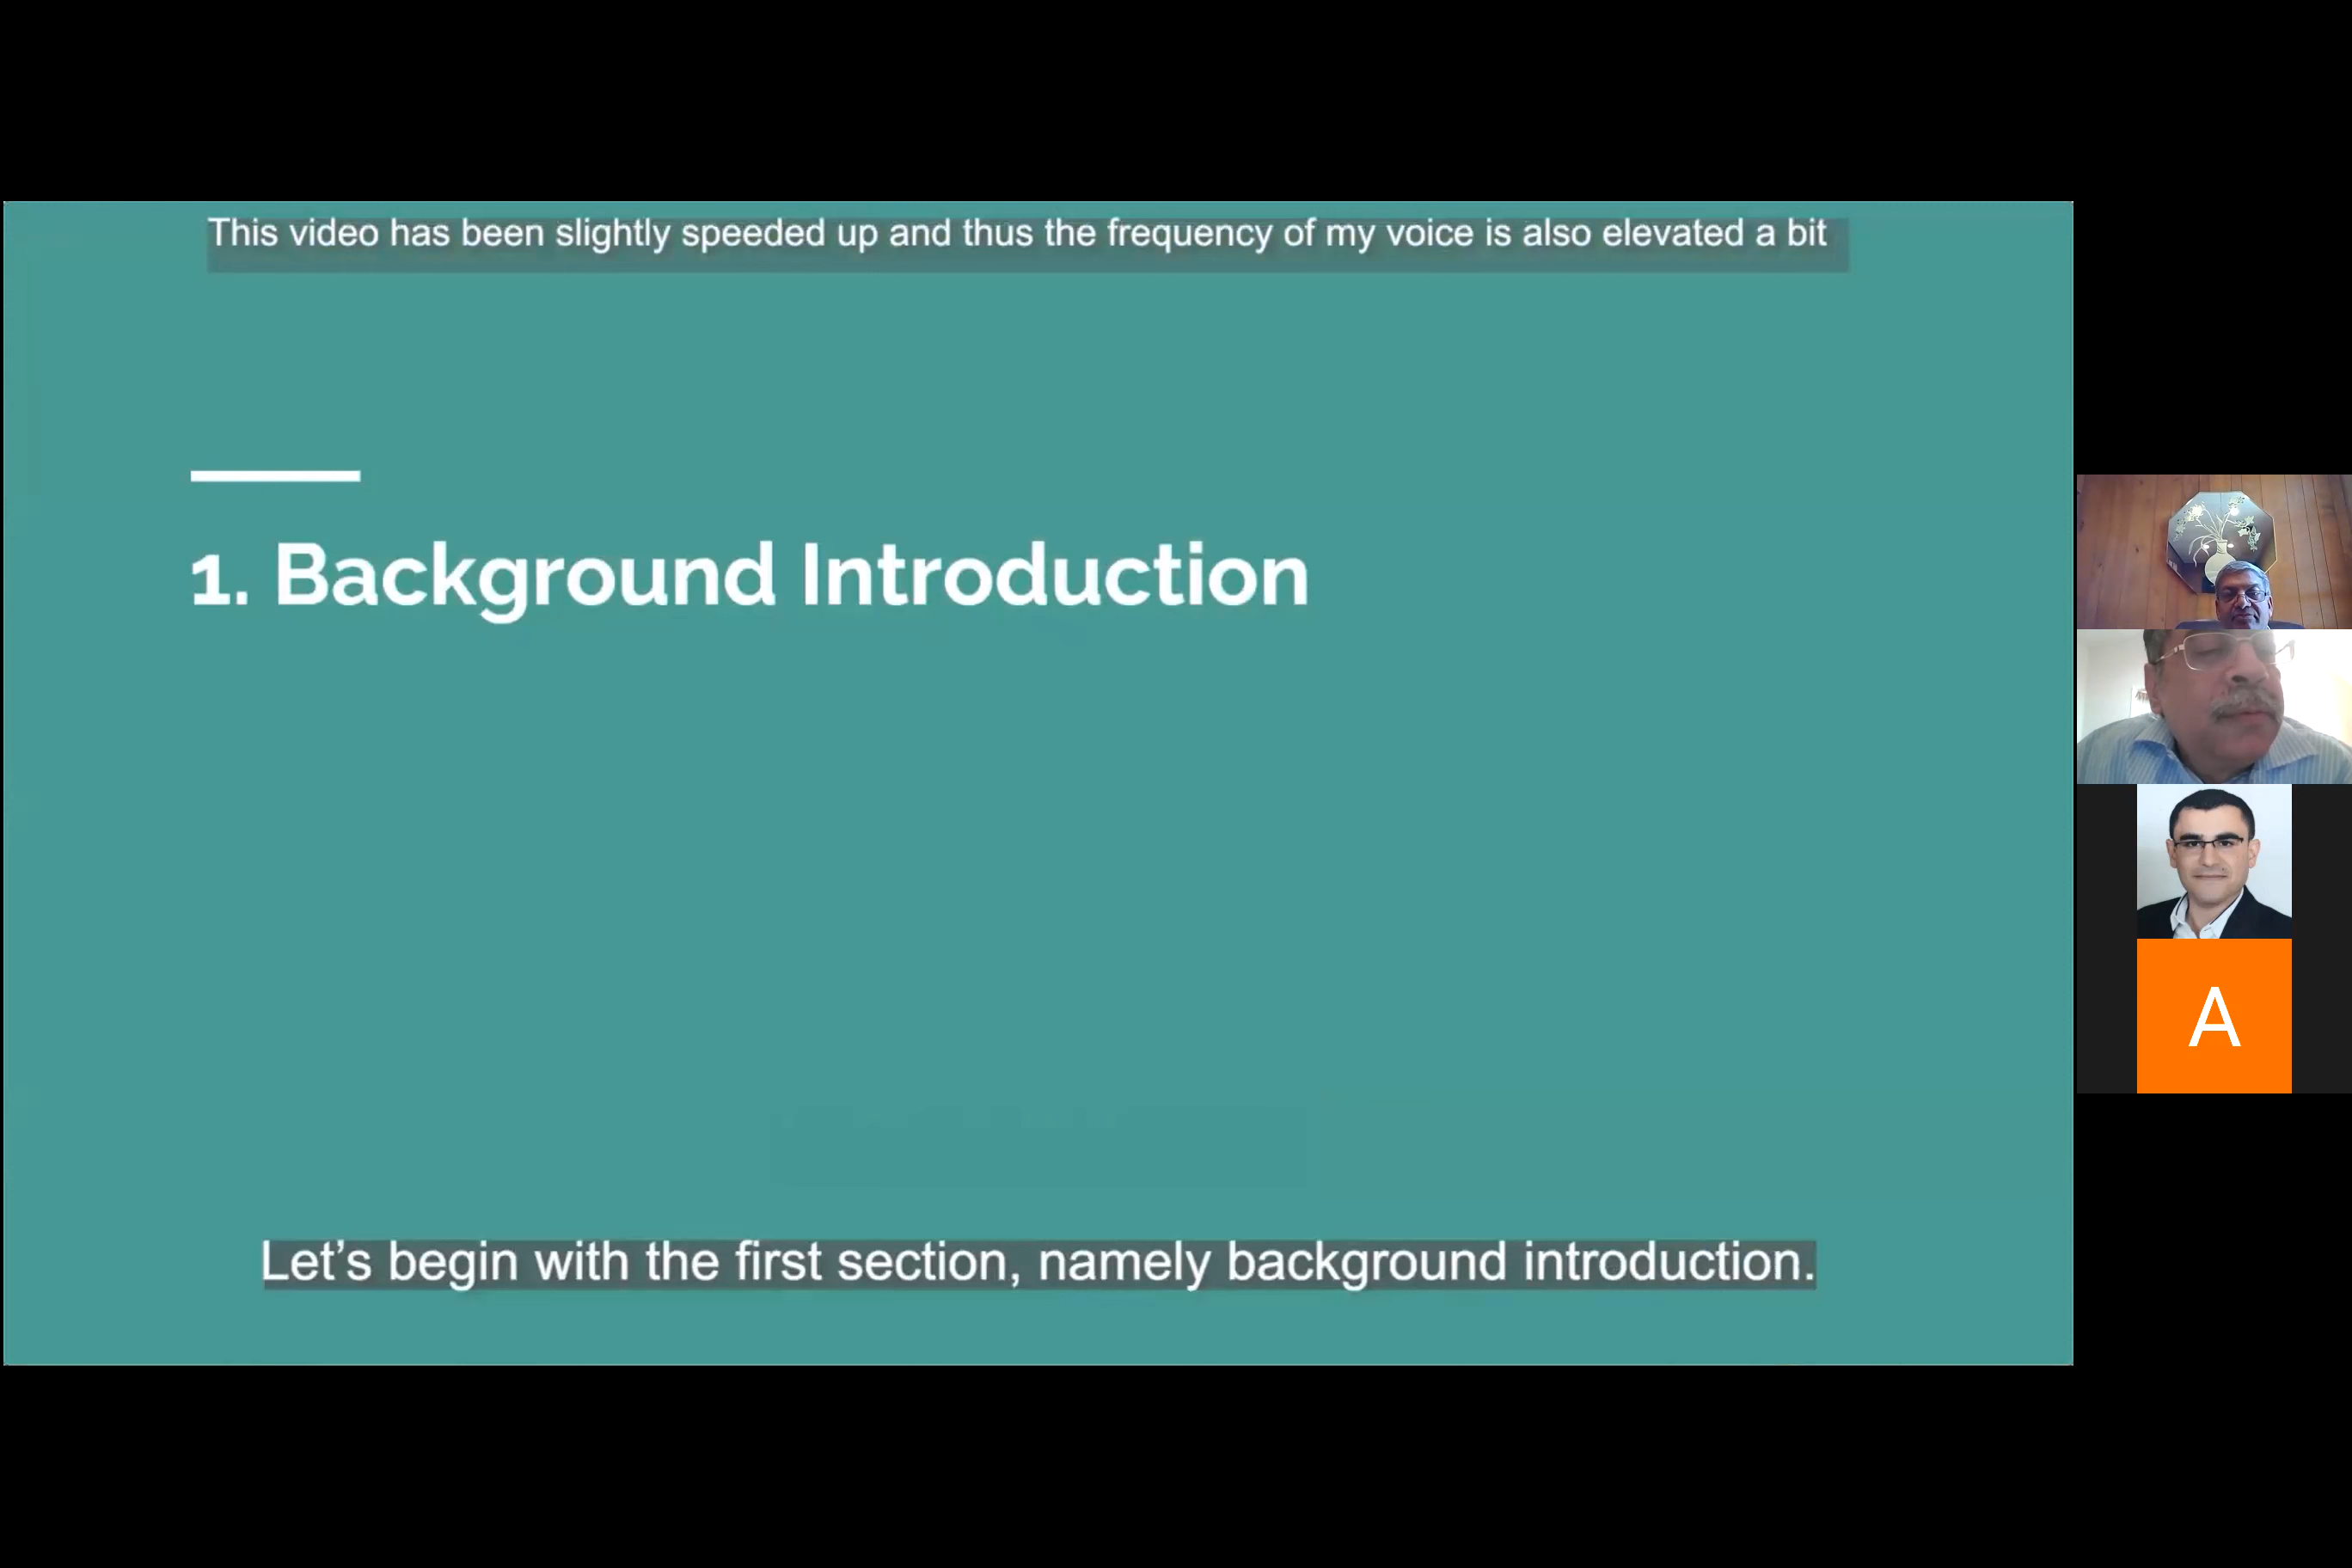 This video has been slightly speeded up and thus the frequency of my voice is also elevated a bit
1. Background Introduction
Let’s begin with the first section, namely background introduction.
A